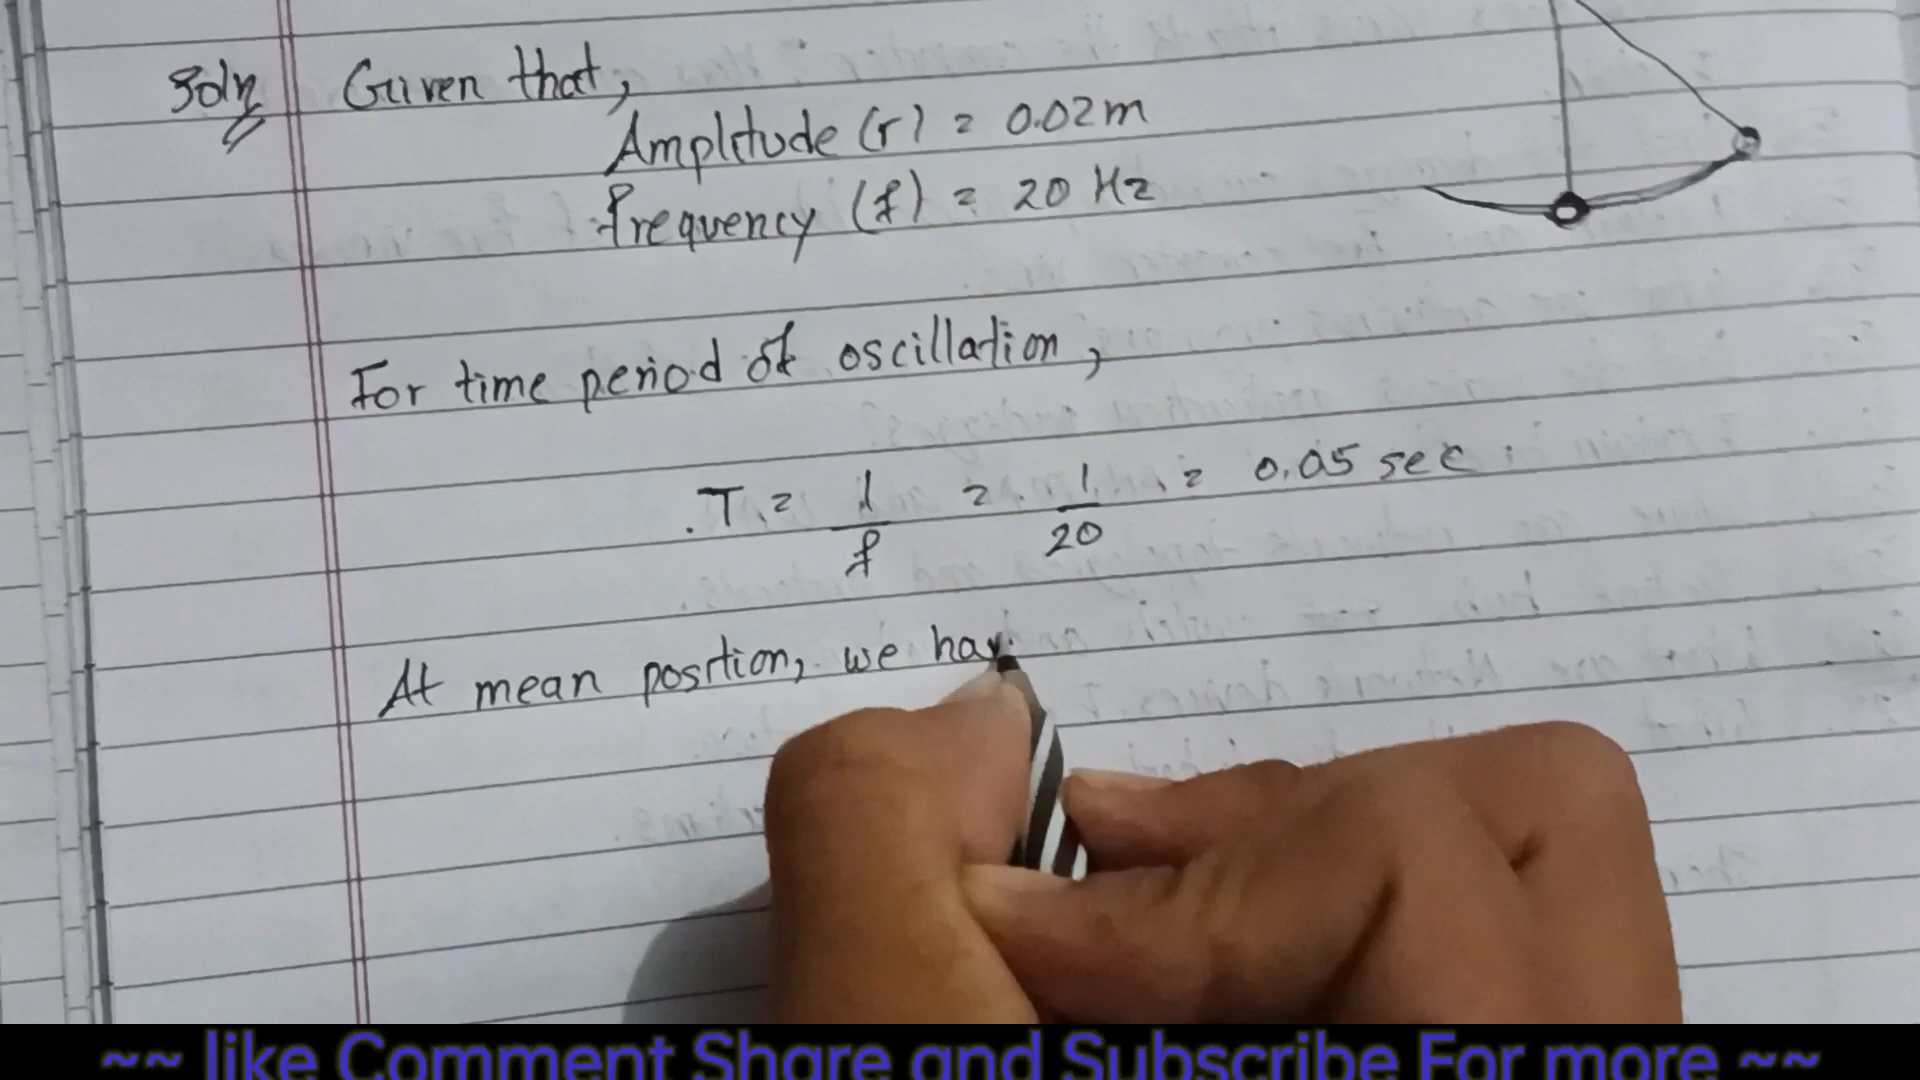 Soln Given that,
Amplitude (r) = 0.02m
frequency (f) = 20 Hz
For time period of oscillation,
T = 1/f = 1/20 = 0.05 sec.
At mean position, we hav
~~ like Comment Share and Subscribe For more ~~